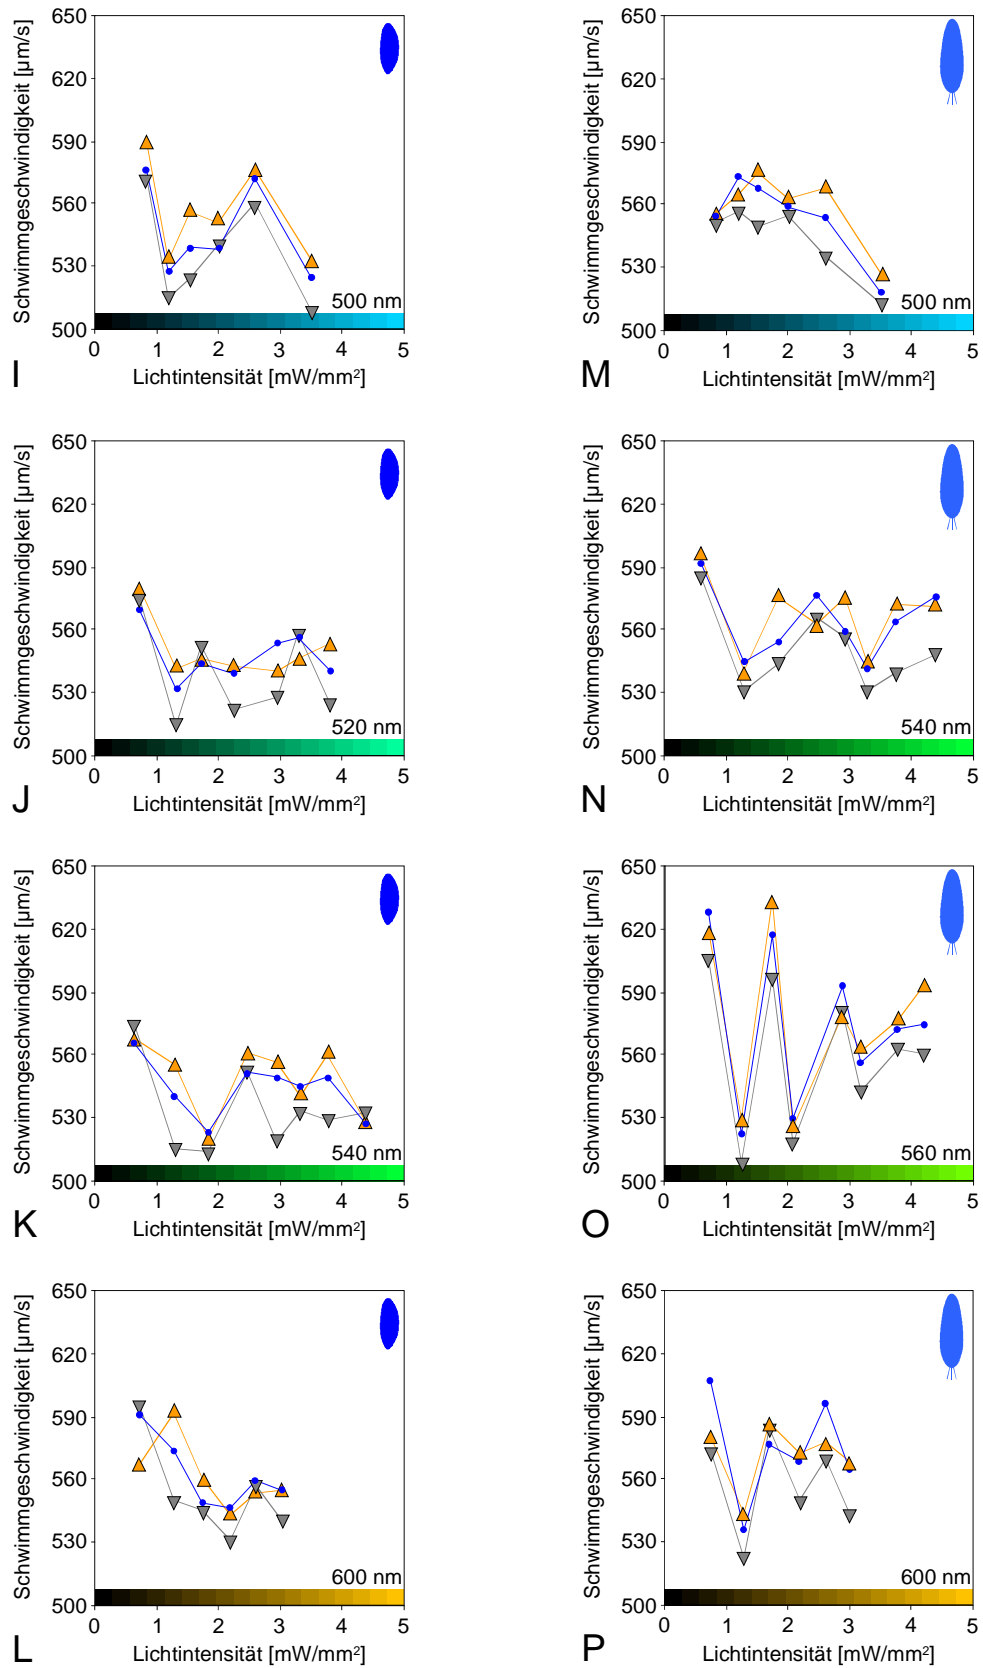 Schwimmgeschwindigkeit [µm/s]
650
620
590
560
530
500
500 nm
0 1 2 3 4 5
Lichtintensität [mW/mm²]
I
Schwimmgeschwindigkeit [µm/s]
650
620
590
560
530
500
500 nm
0 1 2 3 4 5
Lichtintensität [mW/mm²]
M
Schwimmgeschwindigkeit [µm/s]
650
620
590
560
530
500
520 nm
0 1 2 3 4 5
Lichtintensität [mW/mm²]
J
Schwimmgeschwindigkeit [µm/s]
650
620
590
560
530
500
540 nm
0 1 2 3 4 5
Lichtintensität [mW/mm²]
N
Schwimmgeschwindigkeit [µm/s]
650
620
590
560
530
500
540 nm
0 1 2 3 4 5
Lichtintensität [mW/mm²]
K
Schwimmgeschwindigkeit [µm/s]
650
620
590
560
530
500
560 nm
0 1 2 3 4 5
Lichtintensität [mW/mm²]
O
Schwimmgeschwindigkeit [µm/s]
650
620
590
560
530
500
600 nm
0 1 2 3 4 5
Lichtintensität [mW/mm²]
L
Schwimmgeschwindigkeit [µm/s]
650
620
590
560
530
500
600 nm
0 1 2 3 4 5
Lichtintensität [mW/mm²]
P